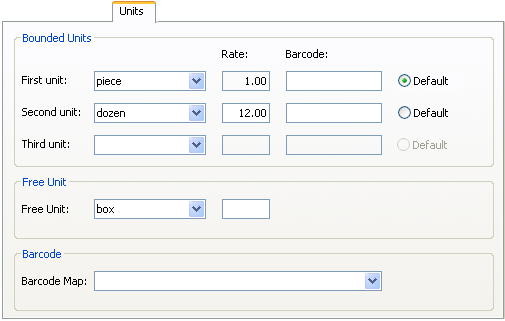 Units
Bounded Units
Rate: Barcode:
First unit: piece 1.00 Default
Second unit: dozen 12.00 Default
Third unit: Default
Free Unit
Free Unit: box
Barcode
Barcode Map: